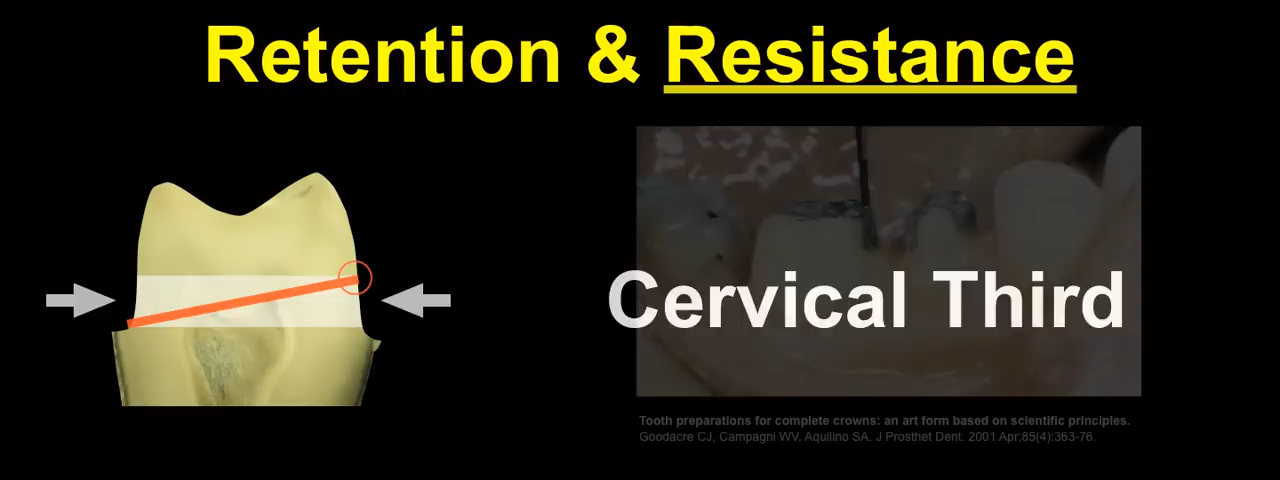 Retention & Resistance
Cervical Third
Tooth preparations for complete crowns: an art form based on scientific principles.
Goodacre CJ, Campagni WV, Aquilino SA. J Prosthet Dent. 2001 Apr;85(4):363-76.